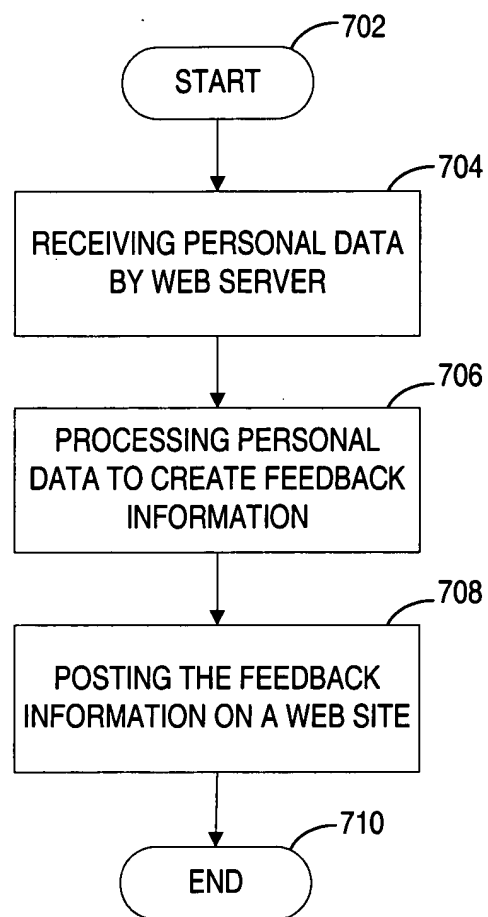 702
START
704
RECEIVING PERSONAL DATA
BY WEB SERVER
706
PROCESSING PERSONAL
DATA TO CREATE FEEDBACK
INFORMATION
708
POSTING THE FEEDBACK
INFORMATION ON A WEB SITE
710
END